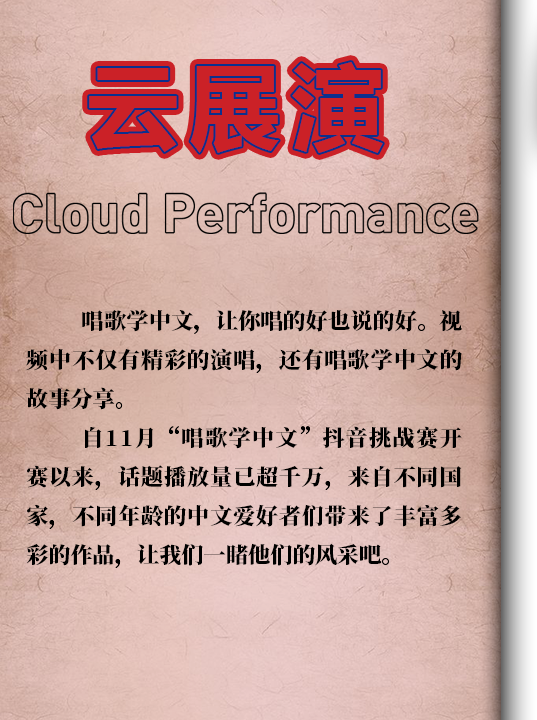 云展演
Cloud Performance
唱歌学中文，让你唱的好也说的好。视
频中不仅有精彩的演唱，还有唱歌学中文的
故事分享。
自11月“唱歌学中文”抖音挑战赛开
赛以来，话题播放量已超千万，来自不同国
家，不同年龄的中文爱好者们带来了丰富多
彩的作品，让我们一睹他们的风采吧。